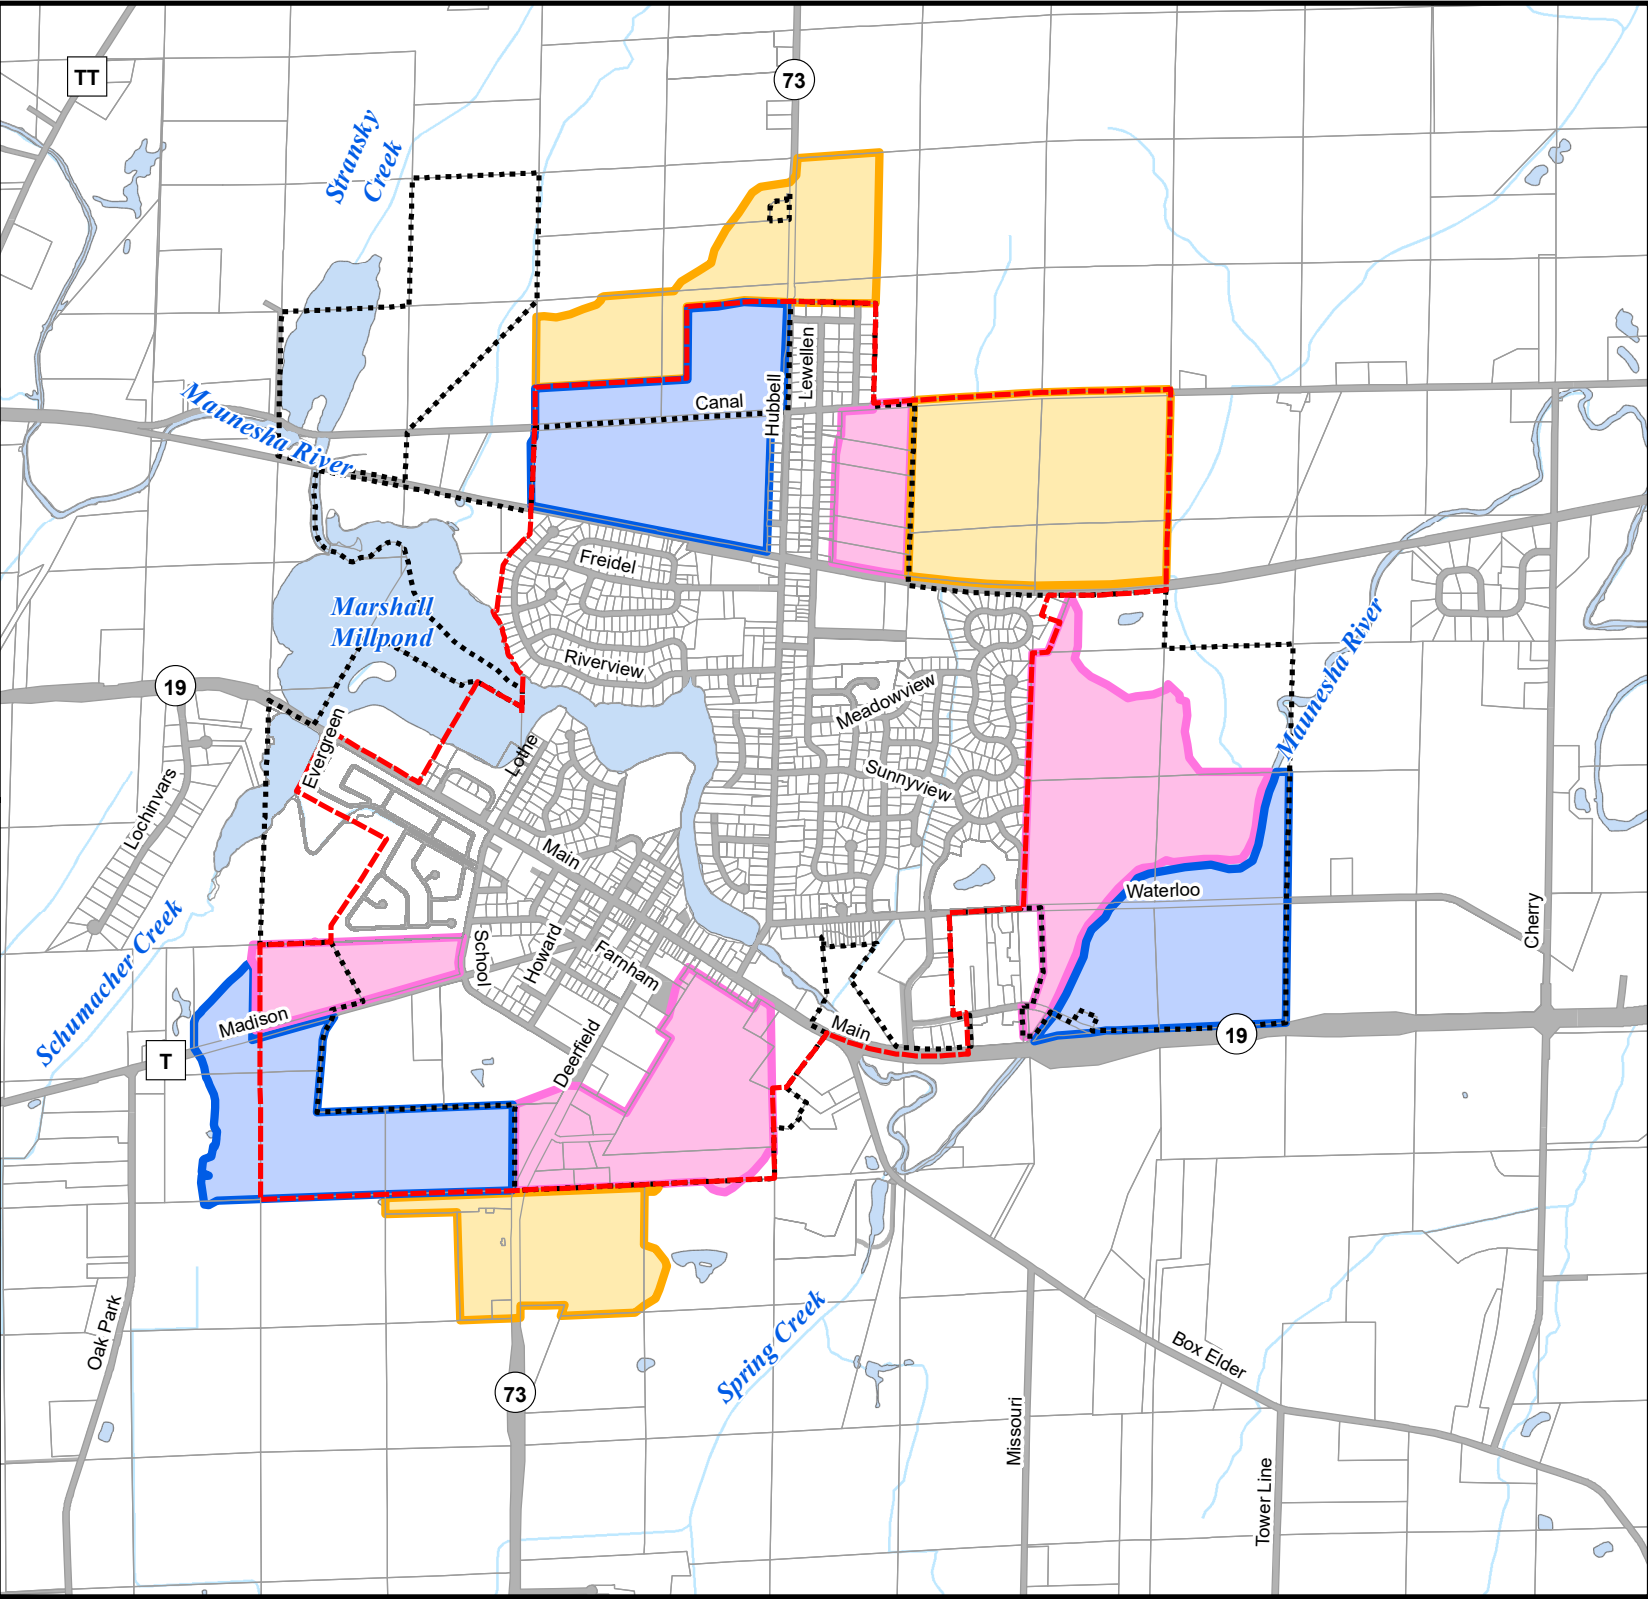 TT
73
Stransky
Creek
Lewellen
Hubbell
Canal
Maunesha River
Freidel
Marshall
Millpond
Riverview
Maunesha River
19
Meadowview
Evergreen
Lothe
Sunnyview
Lochinvars
Main
Waterloo
Cherry
School
Howard
Farnham
Schumacher Creek
Madison
Main
19
T
Deerfield
Oak Park
Spring Creek
Box Elder
73
Missouri
Tower Line